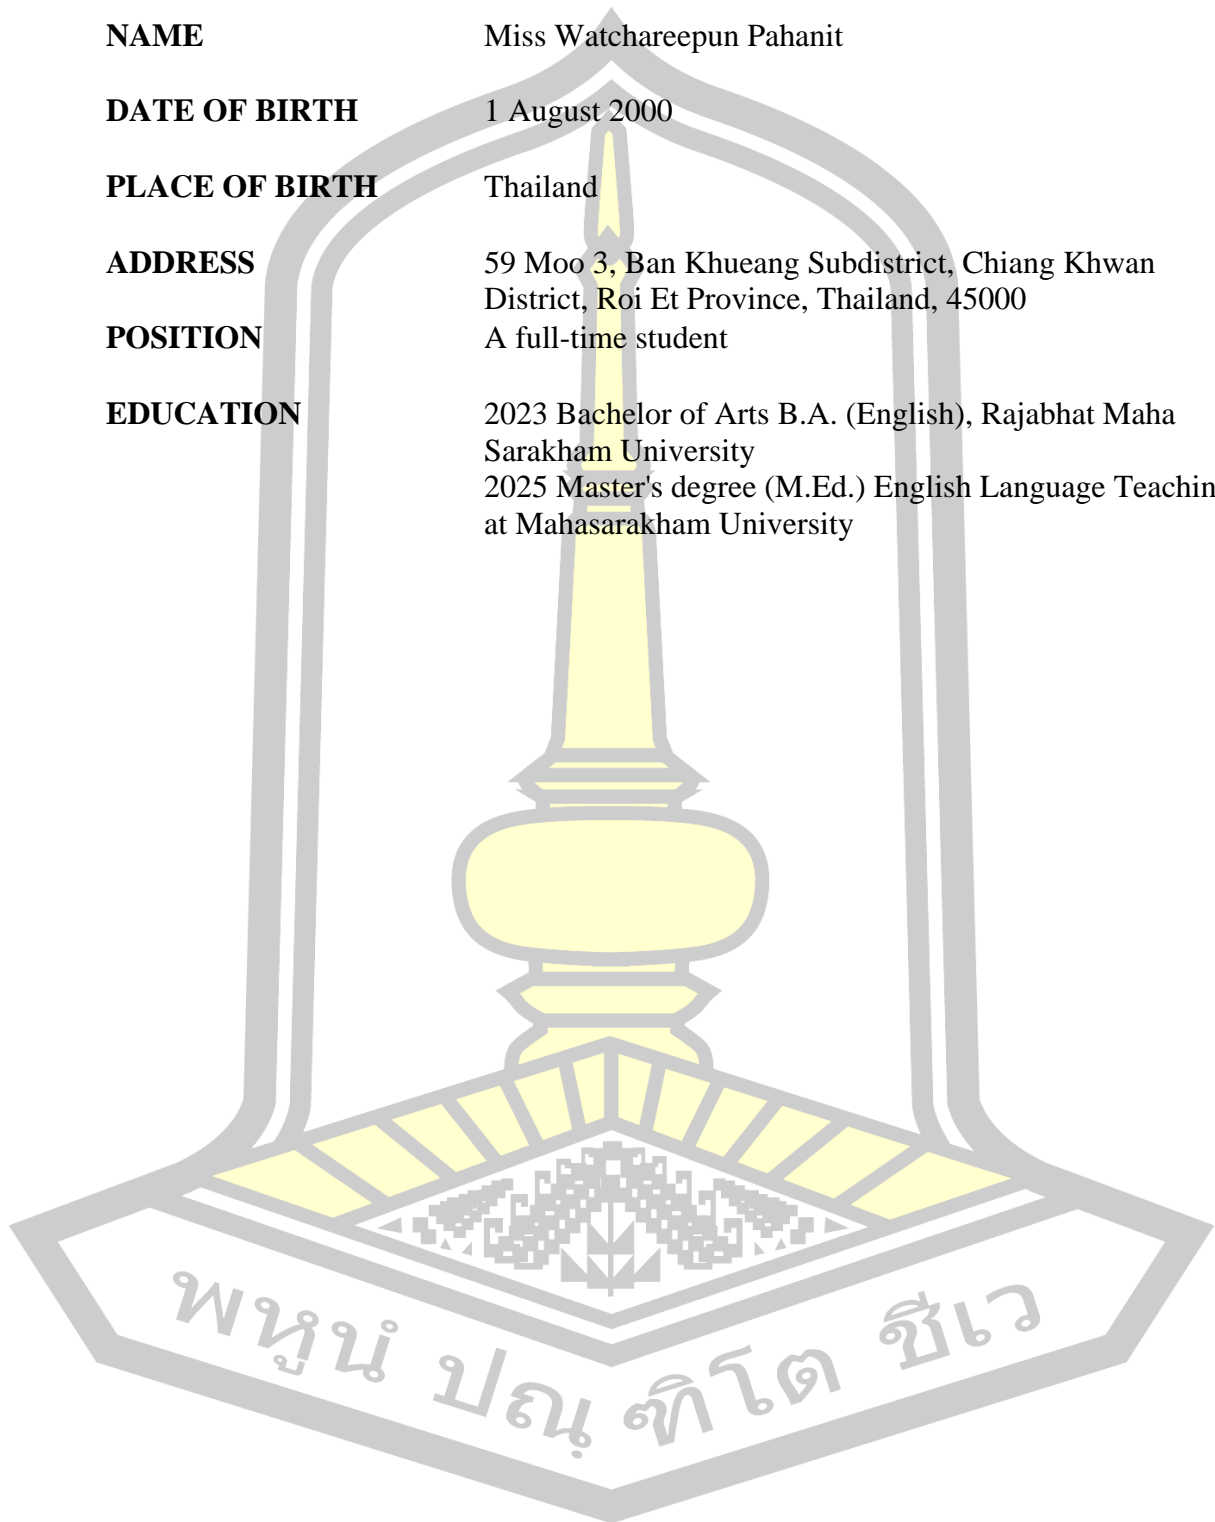 NAME Miss Watchareepun Pahanit
DATE OF BIRTH 1 August 2000
PLACE OF BIRTH Thailand
ADDRESS 59 Moo 3, Ban Khueang Subdistrict, Chiang Khwan
District, Roi Et Province, Thailand, 45000
POSITION A full-time student
EDUCATION 2023 Bachelor of Arts B.A. (English), Rajabhat Maha
Sarakham University
2025 Master's degree (M.Ed.) English Language Teachin
at Mahasarakham University
พหูนํ ปณฺฑิโต ชีเว